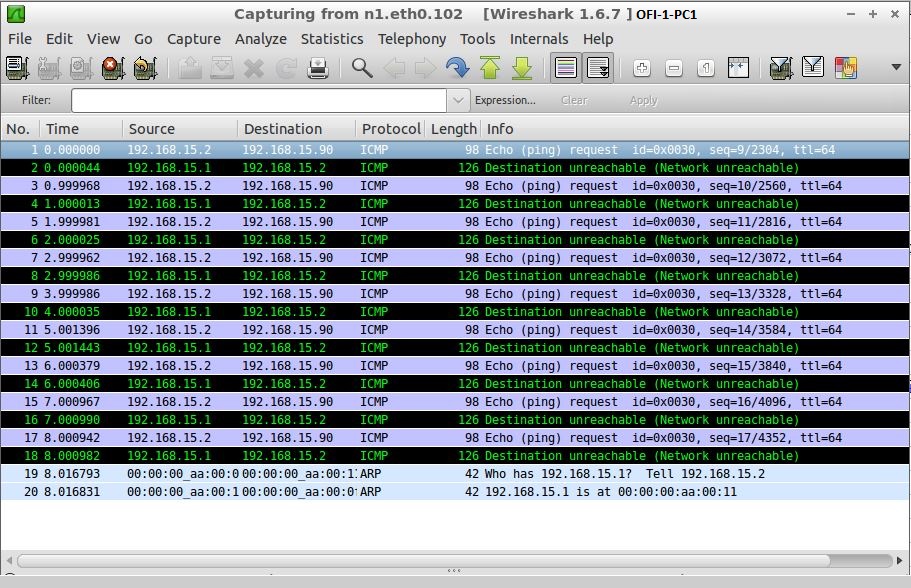 Capturing from n1.eth0.102 [Wireshark 1.6.7 ] OFI-1-PC1
File Edit View Go Capture Analyze Statistics Telephony Tools Internals Help
Filter: Expression... Clear Apply
No. Time Source Destination Protocol Length Info
1 0.000000 192.168.15.2 192.168.15.90 ICMP 98 Echo (ping) request id=0x0030, seq=9/2304, ttl=64
2 0.000044 192.168.15.1 192.168.15.2 ICMP 126 Destination unreachable (Network unreachable)
3 0.999968 192.168.15.2 192.168.15.90 ICMP 98 Echo (ping) request id=0x0030, seq=10/2560, ttl=64
4 1.000013 192.168.15.1 192.168.15.2 ICMP 126 Destination unreachable (Network unreachable)
5 1.999981 192.168.15.2 192.168.15.90 ICMP 98 Echo (ping) request id=0x0030, seq=11/2816, ttl=64
6 2.000025 192.168.15.1 192.168.15.2 ICMP 126 Destination unreachable (Network unreachable)
7 2.999962 192.168.15.2 192.168.15.90 ICMP 98 Echo (ping) request id=0x0030, seq=12/3072, ttl=64
8 2.999986 192.168.15.1 192.168.15.2 ICMP 126 Destination unreachable (Network unreachable)
9 3.999986 192.168.15.2 192.168.15.90 ICMP 98 Echo (ping) request id=0x0030, seq=13/3328, ttl=64
10 4.000035 192.168.15.1 192.168.15.2 ICMP 126 Destination unreachable (Network unreachable)
11 5.001396 192.168.15.2 192.168.15.90 ICMP 98 Echo (ping) request id=0x0030, seq=14/3584, ttl=64
12 5.001443 192.168.15.1 192.168.15.2 ICMP 126 Destination unreachable (Network unreachable)
13 6.000379 192.168.15.2 192.168.15.90 ICMP 98 Echo (ping) request id=0x0030, seq=15/3840, ttl=64
14 6.000406 192.168.15.1 192.168.15.2 ICMP 126 Destination unreachable (Network unreachable)
15 7.000967 192.168.15.2 192.168.15.90 ICMP 98 Echo (ping) request id=0x0030, seq=16/4096, ttl=64
16 7.000990 192.168.15.1 192.168.15.2 ICMP 126 Destination unreachable (Network unreachable)
17 8.000942 192.168.15.2 192.168.15.90 ICMP 98 Echo (ping) request id=0x0030, seq=17/4352, ttl=64
18 8.000982 192.168.15.1 192.168.15.2 ICMP 126 Destination unreachable (Network unreachable)
19 8.016793 00:00:00_aa:00:0 00:00:00_aa:00:1 ARP 42 Who has 192.168.15.1? Tell 192.168.15.2
20 8.016831 00:00:00_aa:00:1 00:00:00_aa:00:0 ARP 42 192.168.15.1 is at 00:00:00:aa:00:11